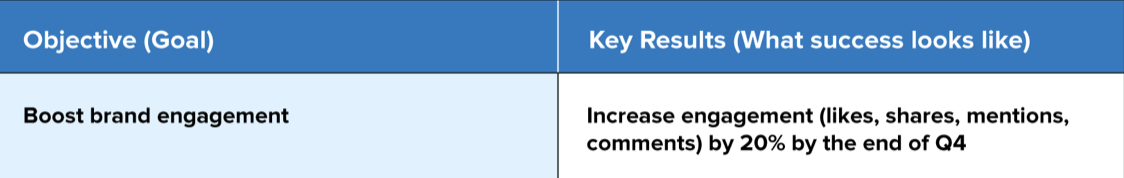 Objective (Goal)
Key Results (What success looks like)
Boost brand engagement
Increase engagement (likes, shares, mentions,
comments) by 20% by the end of Q4